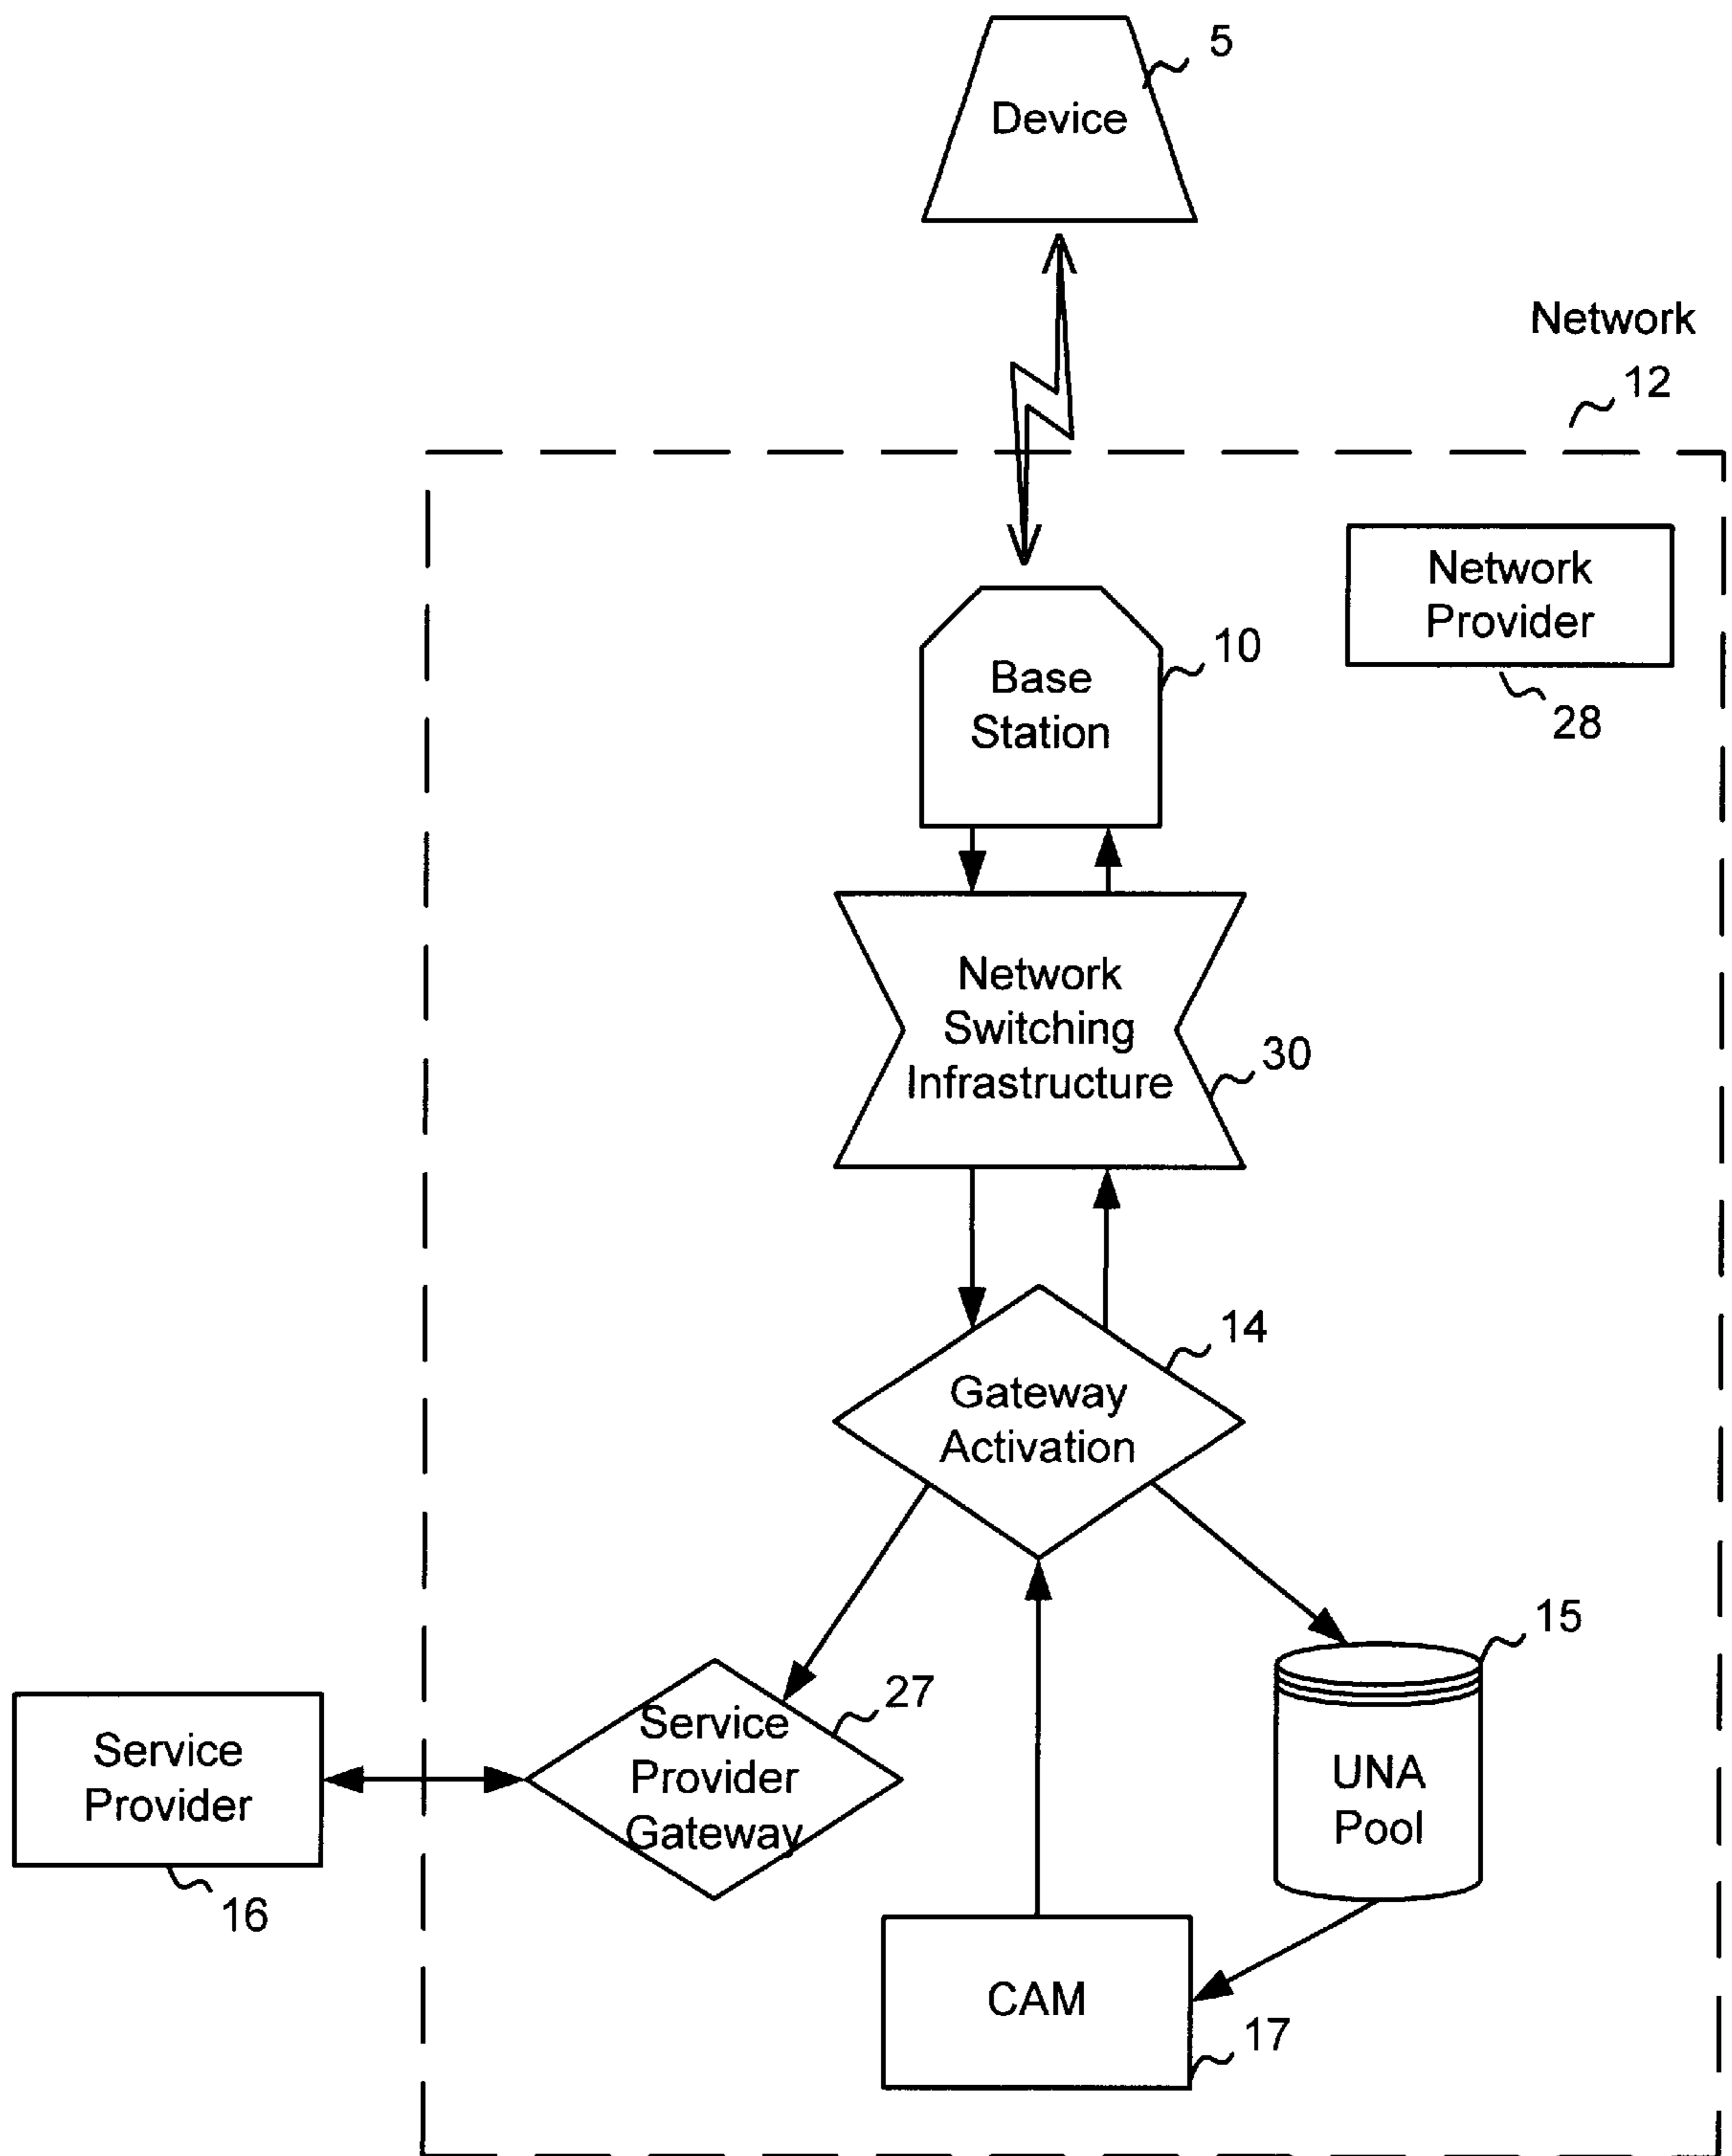 5
Device
Network
12
Network
Provider
28
10
Base
Station
Network
Switching
Infrastructure
30
14
Gateway
Activation
15
27
Service
Provider
Gateway
Service
Provider
16
UNA
Pool
CAM
17